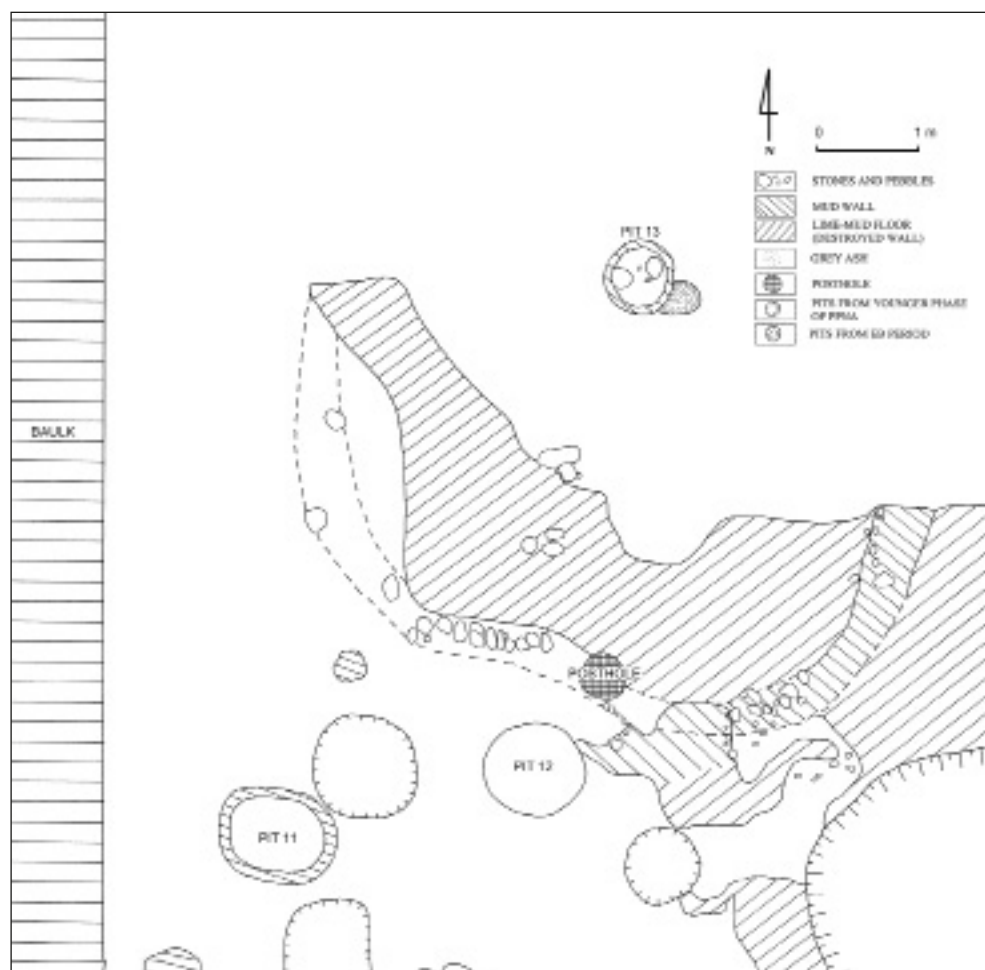 0 1 m
N
STONES AND PEBBLES
MUD WALL
LIME-MUD FLOOR
(DESTROYED WALL)
GREY ASH
POSTHOLE
PITS FROM YOUNGER PHASE
OF PPNA
PITS FROM EB PERIOD
PIT 13
BAULK
POSTHOLE
PIT 12
PIT 11